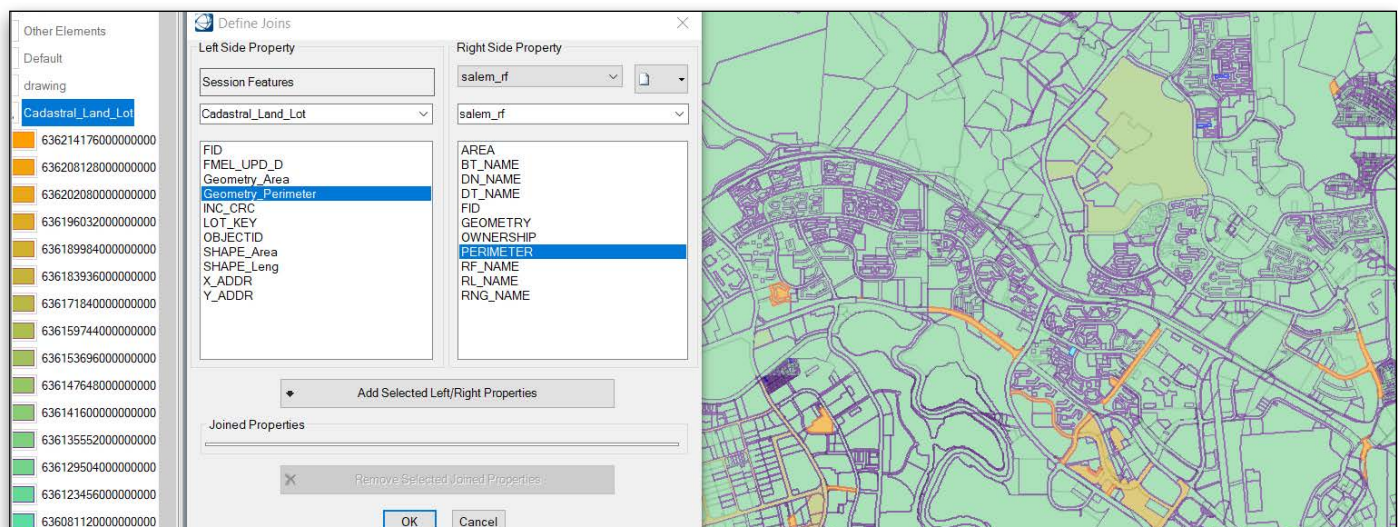 Other Elements
Default
drawing
Cadastral_Land_Lot
636214176000000000
636208128000000000
636202080000000000
636196032000000000
636189984000000000
636183936000000000
636171840000000000
636159744000000000
636153696000000000
636147648000000000
636141600000000000
636135552000000000
636129504000000000
636123456000000000
636081120000000000
Define Joins
Left Side Property
Session Features
Cadastral_Land_Lot
FID
FMEL_UPD_D
Geometry_Area
Geometry_Perimeter
INC_CRC
LOT_KEY
OBJECTID
SHAPE_Area
SHAPE_Leng
X_ADDR
Y_ADDR
Right Side Property
salem_rf
salem_rf
AREA
BT_NAME
DN_NAME
DT_NAME
FID
GEOMETRY
OWNERSHIP
PERIMETER
RF_NAME
RL_NAME
RNG_NAME
Add Selected Left/Right Properties
Joined Properties
Remove Selected Joined Properties
OK Cancel